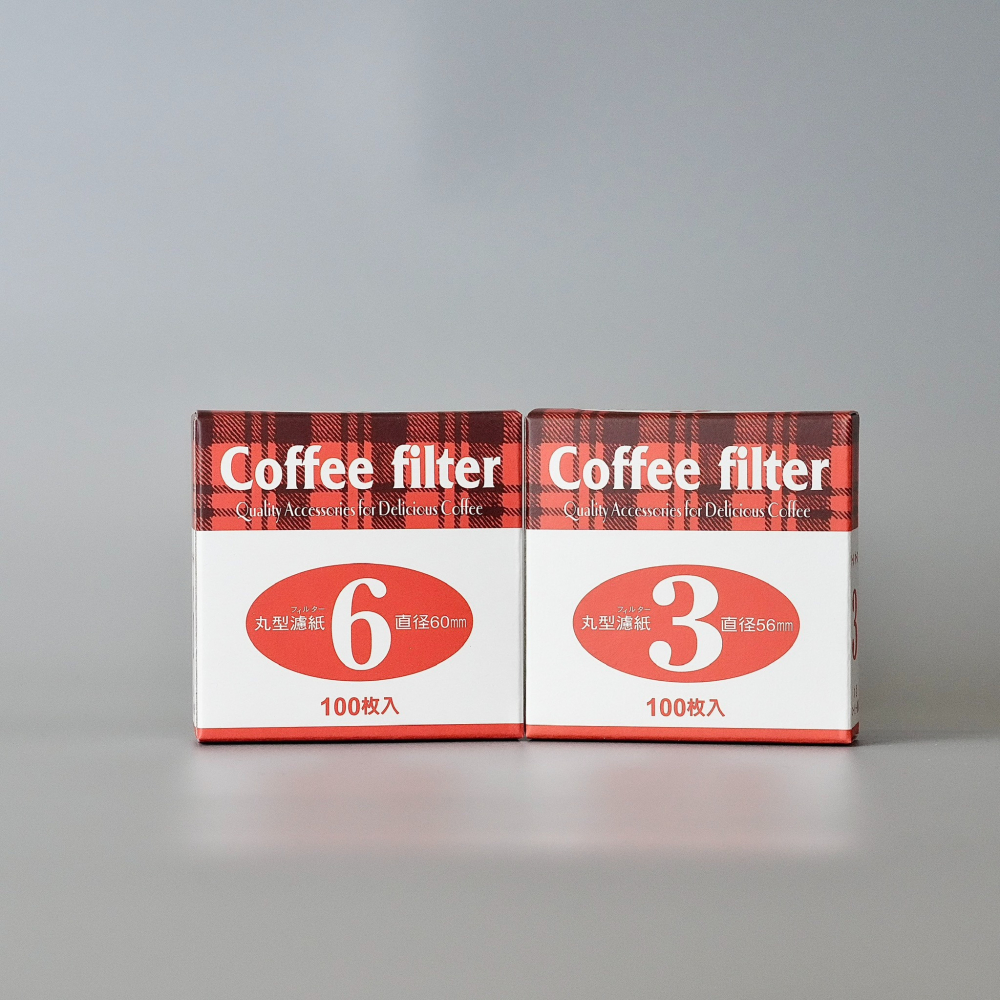 Coffee filter
Quality Accessories for Delicious Coffee
フィルター
丸型濾紙 6 直径60mm
100枚入
Coffee filter
Quality Accessories for Delicious Coffee
フィルター
丸型濾紙 3 直径56mm
100枚入
3